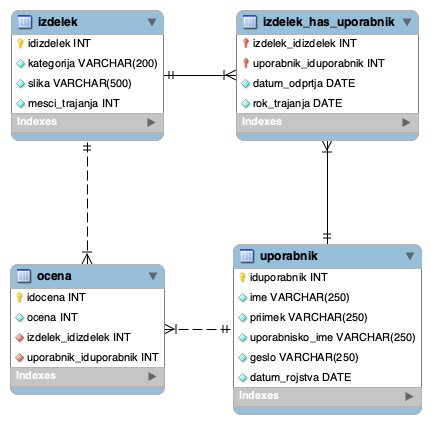 izdelek
idizdelek INT
kategorija VARCHAR(200)
slika VARCHAR(500)
mesci_trajanja INT
Indexes
izdelek_has_uporabnik
izdelek_idizdelek INT
uporabnik_iduporabnik INT
datum_odprtja DATE
rok_trajanja DATE
Indexes
ocena
idocena INT
ocena INT
izdelek_idizdelek INT
uporabnik_iduporabnik INT
Indexes
uporabnik
iduporabnik INT
ime VARCHAR(250)
priimek VARCHAR(250)
uporabnisko_ime VARCHAR(250)
geslo VARCHAR(250)
datum_rojstva DATE
Indexes